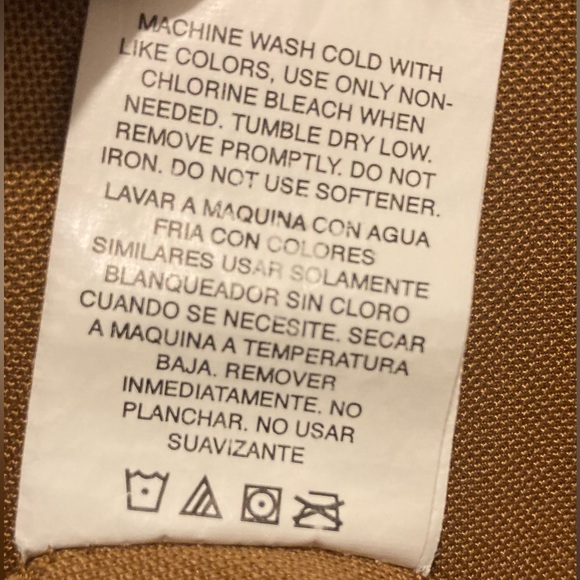 MACHINE WASH COLD WITH
LIKE COLORS, USE ONLY NON-
CHLORINE BLEACH WHEN
NEEDED. TUMBLE DRY LOW.
REMOVE PROMPTLY. DO NOT
IRON. DO NOT USE SOFTENER.
LAVAR A MAQUINA CON AGUA
FRIA CON COLORES
SIMILARES USAR SOLAMENTE
BLANQUEADOR SIN CLORO
CUANDO SE NECESITE. SECAR
A MAQUINA A TEMPERATURA
BAJA. REMOVER
INMEDIATAMENTE. NO
PLANCHAR. NO USAR
SUAVIZANTE